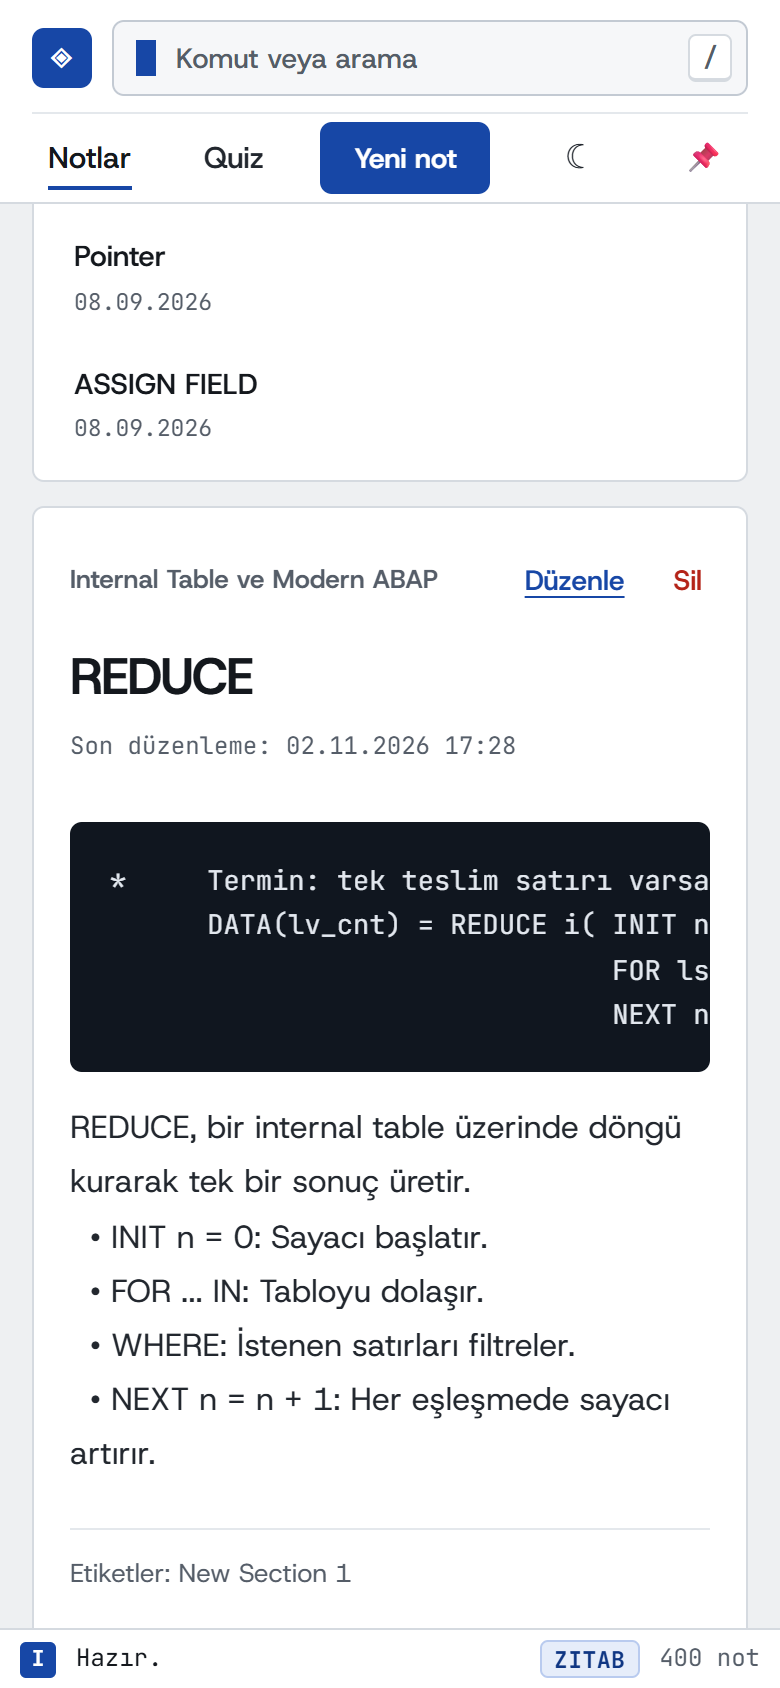 Komut veya arama /
Notlar Quiz Yeni not
Pointer
08.09.2026
ASSIGN FIELD
08.09.2026
Internal Table ve Modern ABAP Düzenle Sil
REDUCE
Son düzenleme: 02.11.2026 17:28
* Termin: tek teslim satırı varsa
DATA(lv_cnt) = REDUCE i( INIT n
FOR ls
NEXT n
REDUCE, bir internal table üzerinde döngü
kurarak tek bir sonuç üretir.
• INIT n = 0: Sayacı başlatır.
• FOR ... IN: Tabloyu dolaşır.
• WHERE: İstenen satırları filtreler.
• NEXT n = n + 1: Her eşleşmede sayacı
artırır.
Etiketler: New Section 1
I Hazır. ZITAB 400 not